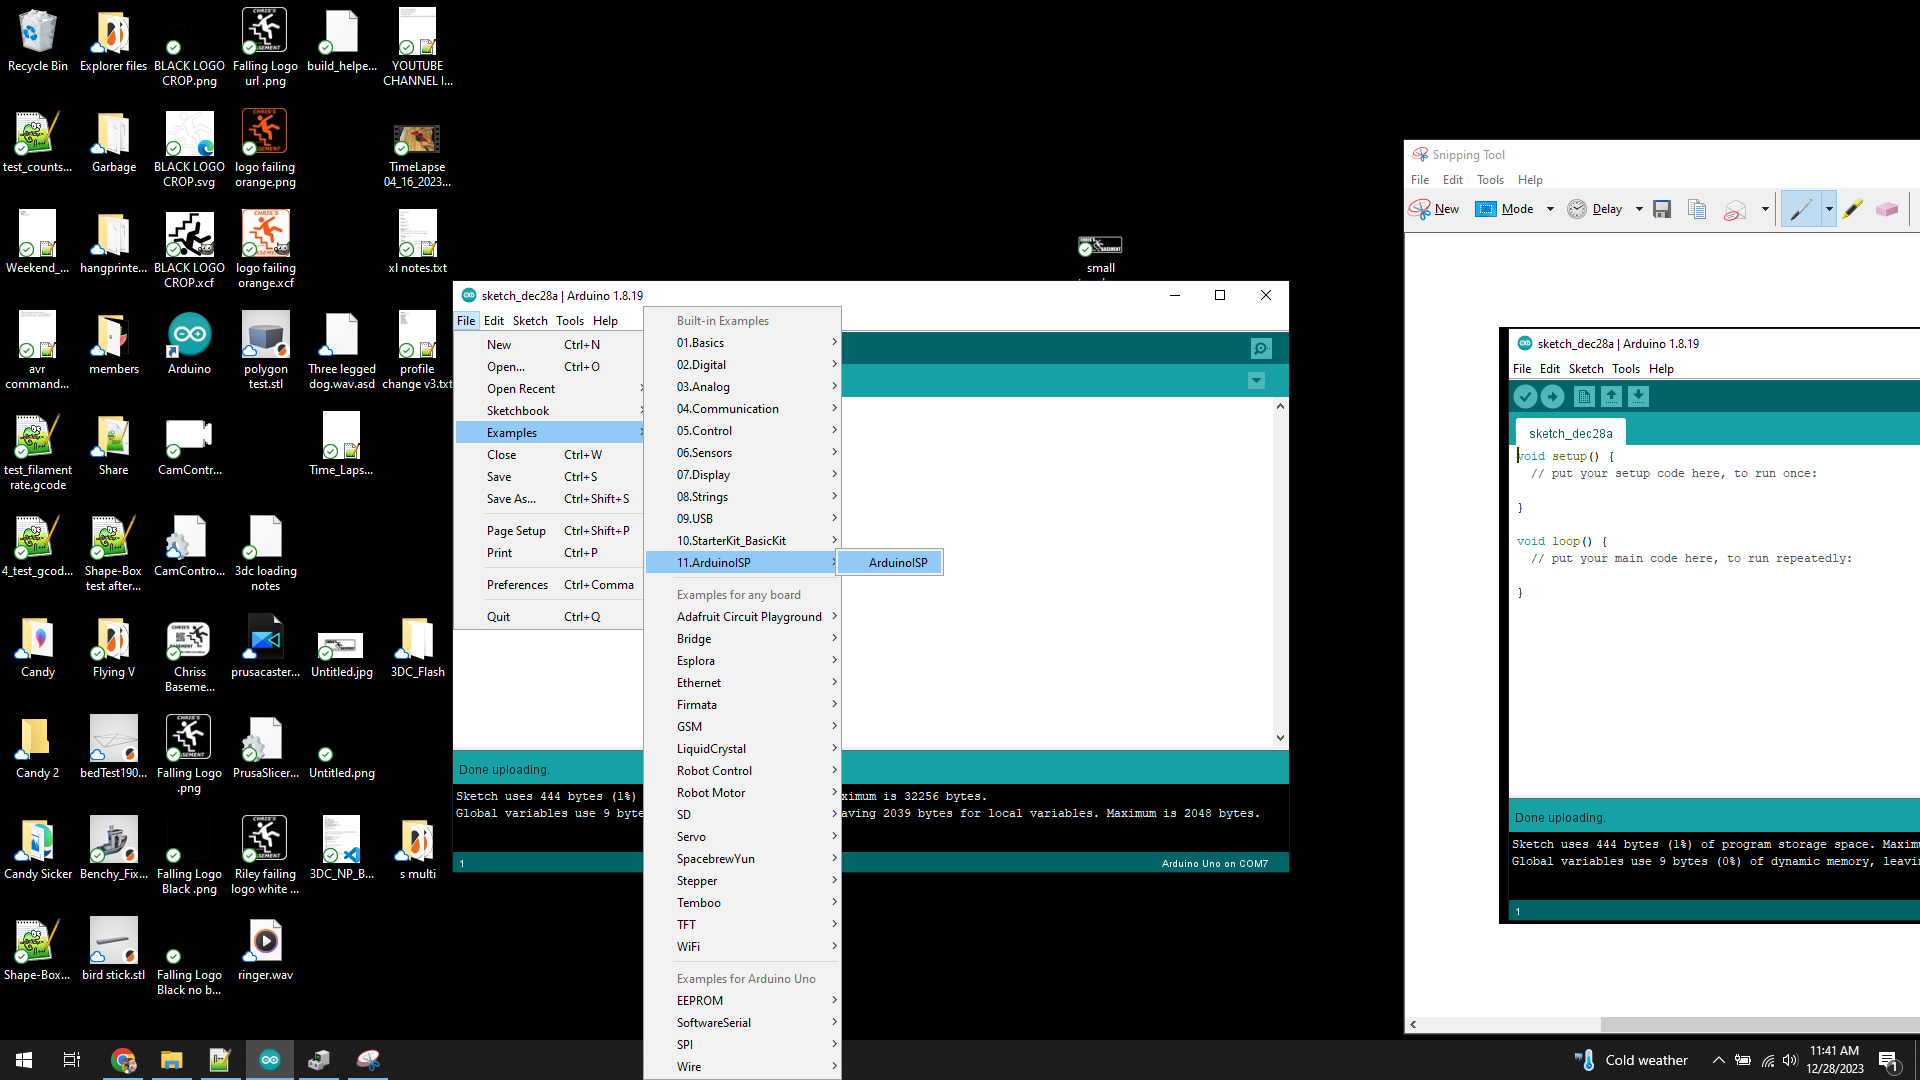 Recycle Bin
Explorer files
BLACK LOGO
CROP.png
Falling Logo
url .png
build_helpe...
YOUTUBE
CHANNEL I...
test_counts...
Garbage
BLACK LOGO
CROP.svg
logo failing
orange.png
TimeLapse
04_16_2023...
Weekend_...
hangprinte...
BLACK LOGO
CROP.xcf
logo failing
orange.xcf
xl notes.txt
avr
command...
members
Arduino
polygon
test.stl
Three legged
dog.wav.asd
profile
change v3.txt
test_filament
rate.gcode
Share
CamContr...
Time_Laps...
4_test_gcod...
Shape-Box
test after...
CamContro...
3dc loading
notes
Candy
Flying V
Chriss
Baseme...
prusacaster...
Untitled.jpg
3DC_Flash
Candy 2
bedTest190...
Falling Logo
.png
PrusaSlicer...
Untitled.png
Candy Sicker
Benchy_Fix...
Falling Logo
Black .png
Riley failing
logo white ...
3DC_NP_B...
s multi
Shape-Box...
bird stick.stl
Falling Logo
Black no b...
ringer.wav
small
sketch_dec28a | Arduino 1.8.19
File Edit Sketch Tools Help
New Ctrl+N
Open... Ctrl+O
Open Recent
Sketchbook
Examples
Close Ctrl+W
Save Ctrl+S
Save As... Ctrl+Shift+S
Page Setup Ctrl+Shift+P
Print Ctrl+P
Preferences Ctrl+Comma
Quit Ctrl+Q
Built-in Examples
01.Basics
02.Digital
03.Analog
04.Communication
05.Control
06.Sensors
07.Display
08.Strings
09.USB
10.StarterKit_BasicKit
11.ArduinoISP
ArduinoISP
Examples for any board
Adafruit Circuit Playground
Bridge
Esplora
Ethernet
Firmata
GSM
LiquidCrystal
Robot Control
Robot Motor
SD
Servo
SpacebrewYun
Stepper
Temboo
TFT
WiFi
Examples for Arduino Uno
EEPROM
SoftwareSerial
SPI
Wire
Done uploading.
Sketch uses 444 bytes (1%) ximum is 32256 bytes.
Global variables use 9 byte aving 2039 bytes for local variables. Maximum is 2048 bytes.
1 Arduino Uno on COM7
Snipping Tool
File Edit Tools Help
New Mode Delay
sketch_dec28a | Arduino 1.8.19
File Edit Sketch Tools Help
sketch_dec28a
void setup() {
// put your setup code here, to run once:
}
void loop() {
// put your main code here, to run repeatedly:
}
Done uploading.
Sketch uses 444 bytes (1%) of program storage space. Maximu
Global variables use 9 bytes (0%) of dynamic memory, leavin
1
Cold weather
11:41 AM
12/28/2023
1